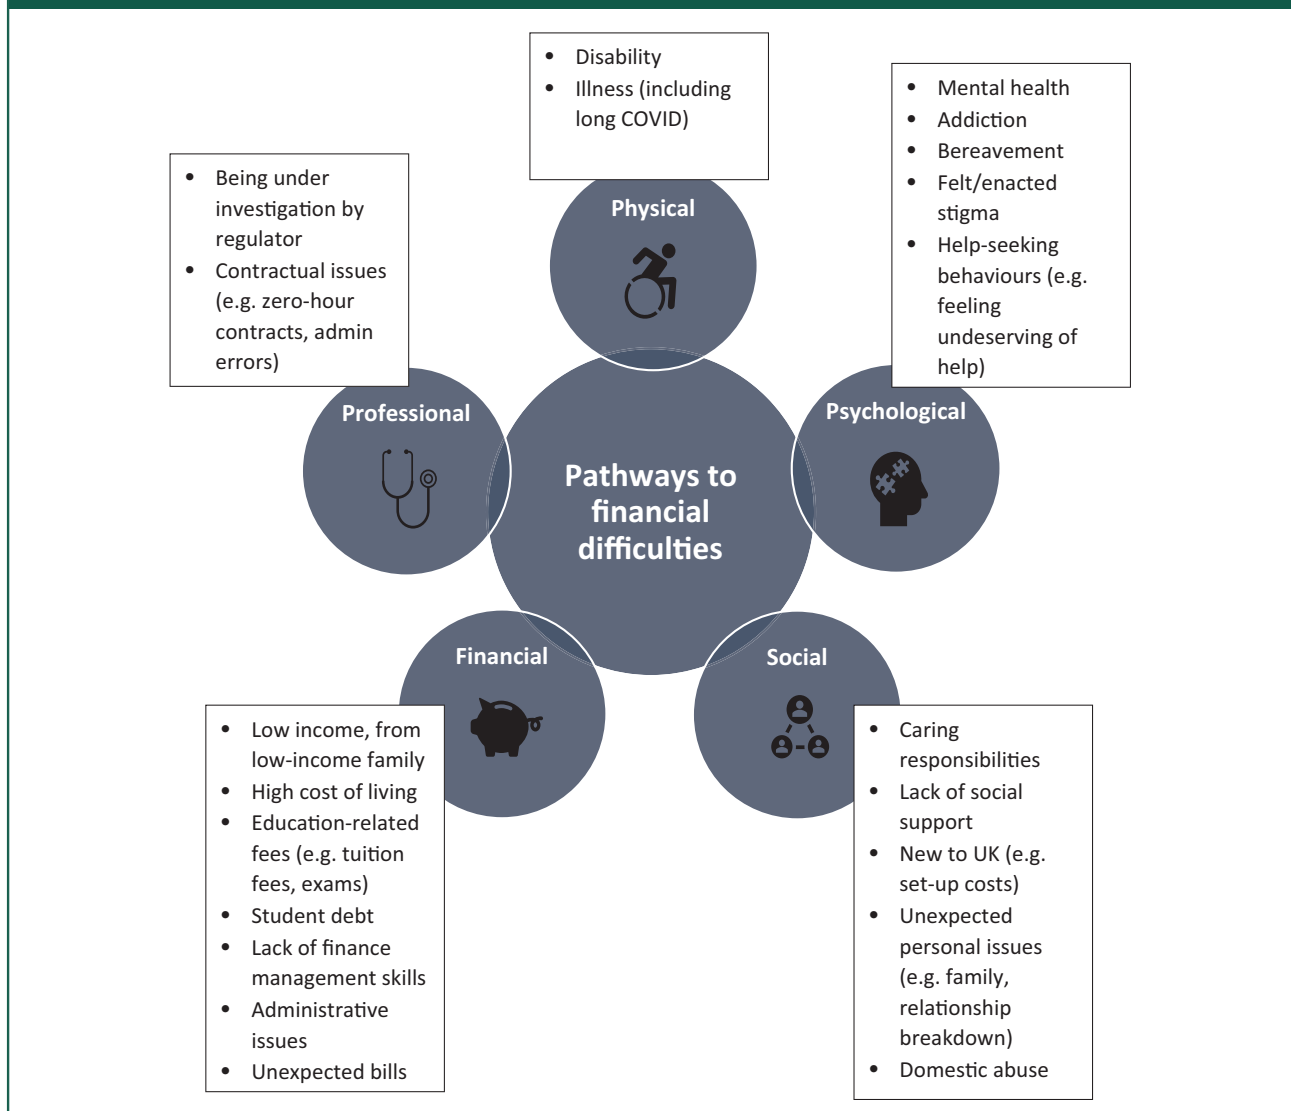 • Disability
• Illness (including
long COVID)
Physical
• Mental health
• Addiction
• Bereavement
• Felt/enacted
stigma
• Help-seeking
behaviours (e.g.
feeling
undeserving of
help)
Psychological
• Being under
investigation by
regulator
• Contractual issues
(e.g. zero-hour
contracts, admin
errors)
Professional
Pathways to
financial
difficulties
Financial
• Low income, from
low-income family
• High cost of living
• Education-related
fees (e.g. tuition
fees, exams)
• Student debt
• Lack of finance
management skills
• Administrative
issues
• Unexpected bills
Social
• Caring
responsibilities
• Lack of social
support
• New to UK (e.g.
set-up costs)
• Unexpected
personal issues
(e.g. family,
relationship
breakdown)
• Domestic abuse